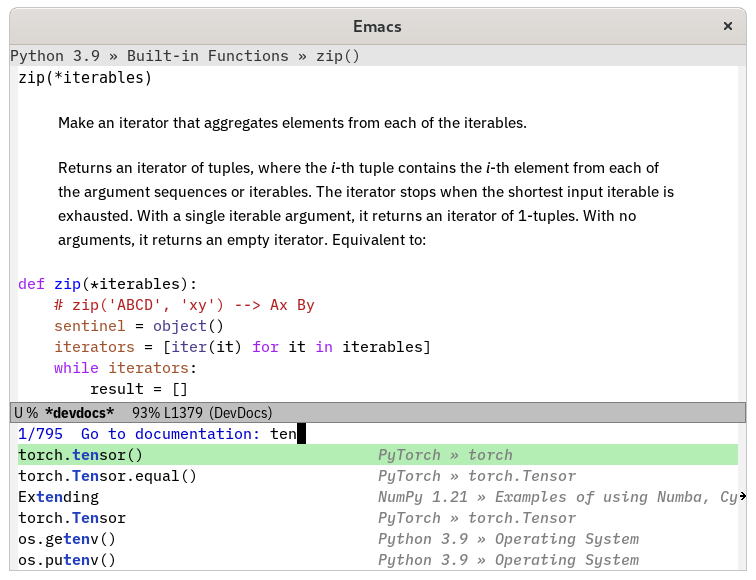 Emacs
Python 3.9 » Built-in Functions » zip()
zip(*iterables)
Make an iterator that aggregates elements from each of the iterables.
Returns an iterator of tuples, where the i-th tuple contains the i-th element from each of
the argument sequences or iterables. The iterator stops when the shortest input iterable is
exhausted. With a single iterable argument, it returns an iterator of 1-tuples. With no
arguments, it returns an empty iterator. Equivalent to:
def zip(*iterables):
    # zip('ABCD', 'xy') --> Ax By
    sentinel = object()
    iterators = [iter(it) for it in iterables]
    while iterators:
        result = []
U % *devdocs* 93% L1379 (DevDocs)
1/795 Go to documentation: ten
torch.tensor() PyTorch » torch
torch.Tensor.equal() PyTorch » torch.Tensor
Extending NumPy 1.21 » Examples of using Numba, Cy
torch.Tensor PyTorch » torch.Tensor
os.getenv() Python 3.9 » Operating System
os.putenv() Python 3.9 » Operating System